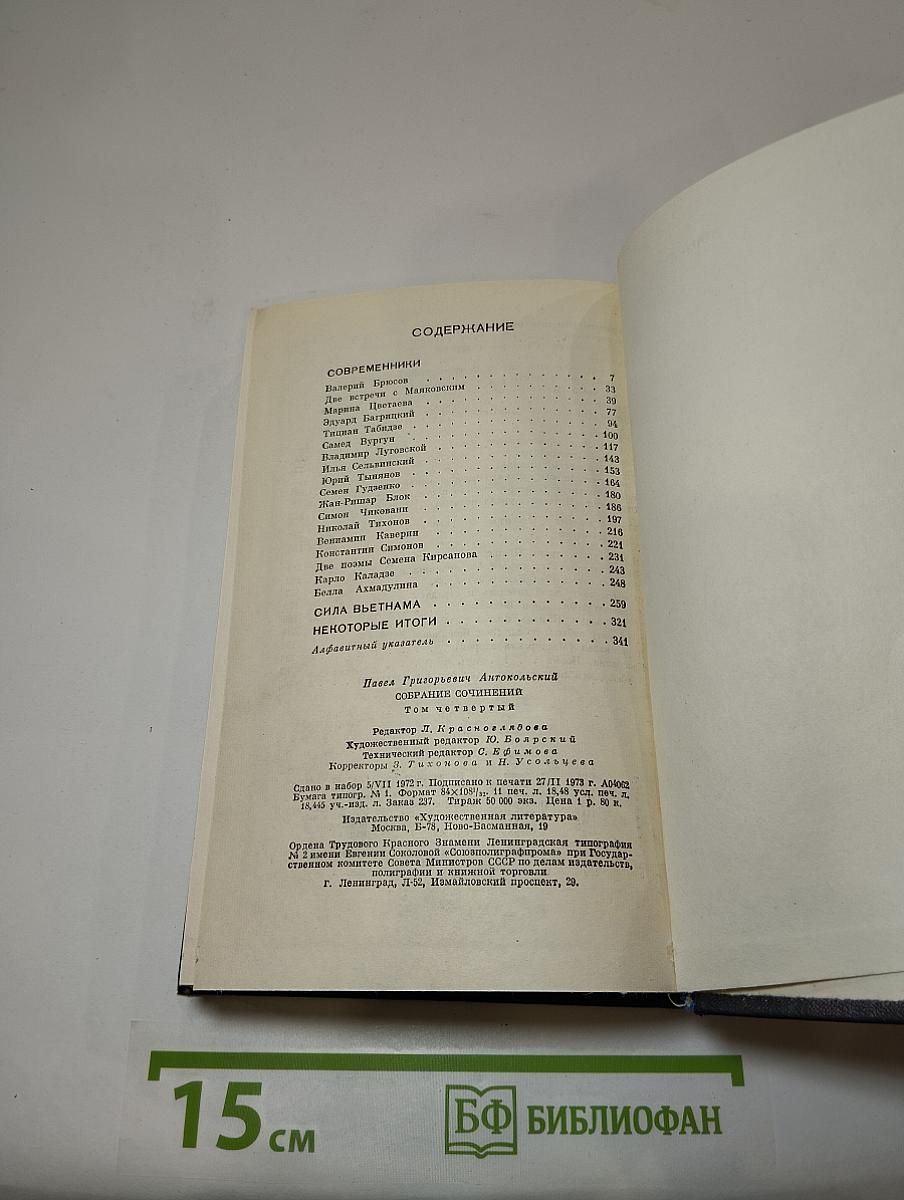 СОДЕРЖАНИЕ
СОВРЕМЕННИКИ
Валерий Брюсов . . . . . . . . . . . . . . 7
Две встречи с Маяковским . . . . . . . . . 33
Марина Цветаева . . . . . . . . . . . . . . 39
Эдуард Багрицкий . . . . . . . . . . . . . 77
Тициан Табидзе . . . . . . . . . . . . . . 94
Самед Вургун . . . . . . . . . . . . . . . 100
Владимир Луговской . . . . . . . . . . . . 117
Илья Сельвинский . . . . . . . . . . . . . 143
Юрий Тынянов . . . . . . . . . . . . . . . 153
Семен Гудзенко . . . . . . . . . . . . . . 164
Жан-Ришар Блок . . . . . . . . . . . . . . 180
Симон Чиковани . . . . . . . . . . . . . . 186
Николай Тихонов . . . . . . . . . . . . . . 197
Вениамин Каверин . . . . . . . . . . . . . 216
Константин Симонов . . . . . . . . . . . . 221
Две поэмы Семена Кирсанова . . . . . . . . 231
Карло Каладзе . . . . . . . . . . . . . . . 243
Белла Ахмадулина . . . . . . . . . . . . . 248
СИЛА ВЬЕТНАМА . . . . . . . . . . . . . . 259
НЕКОТОРЫЕ ИТОГИ . . . . . . . . . . . . . 321
Алфавитный указатель . . . . . . . . . . . 341
Павел Григорьевич Антокольский
СОБРАНИЕ СОЧИНЕНИЙ
Том четвертый
Редактор Л. Красноглядова
Художественный редактор Ю. Боярский
Технический редактор С. Ефимова
Корректоры З. Тихонова и Н. Усольцева
Сдано в набор 5/VII 1972 г. Подписано к печати 27/II 1973 г. А04062
Бумага типогр. № 1. Формат 84×108¹/₃₂. 11 печ. л. 18,48 усл. печ. л.
18,445 уч.-изд. л. Заказ 237. Тираж 50 000 экз. Цена 1 р. 80 к.
Издательство «Художественная литература»
Москва, Б-78, Ново-Басманная, 19
Ордена Трудового Красного Знамени Ленинградская типография
№ 2 имени Евгении Соколовой «Союзполиграфпрома» при Государ-
ственном комитете Совета Министров СССР по делам издательств,
полиграфии и книжной торговли
г. Ленинград, Л-52, Измайловский проспект, 29.
15 см
БФ БИБЛИОФАН